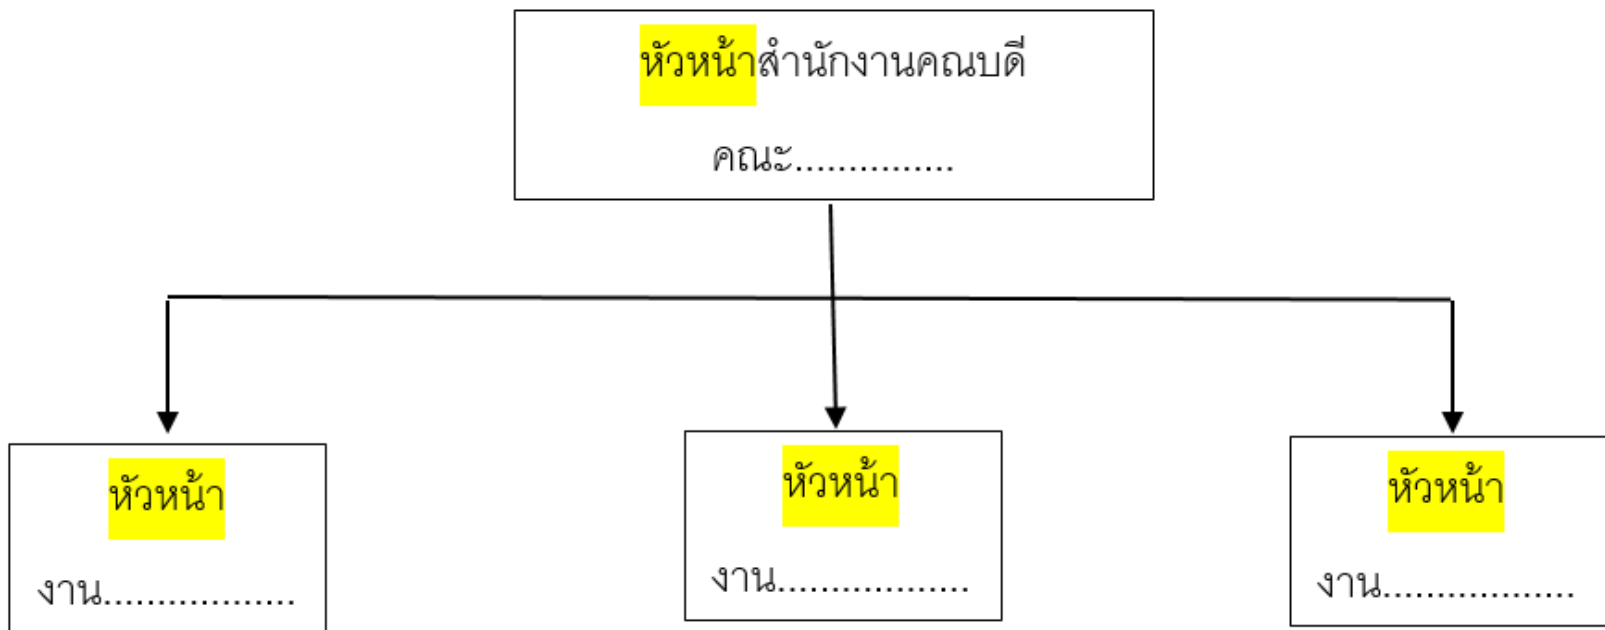 หัวหน้าสำนักงานคณบดี
คณะ...............
หัวหน้า
งาน..................
หัวหน้า
งาน..................
หัวหน้า
งาน..................